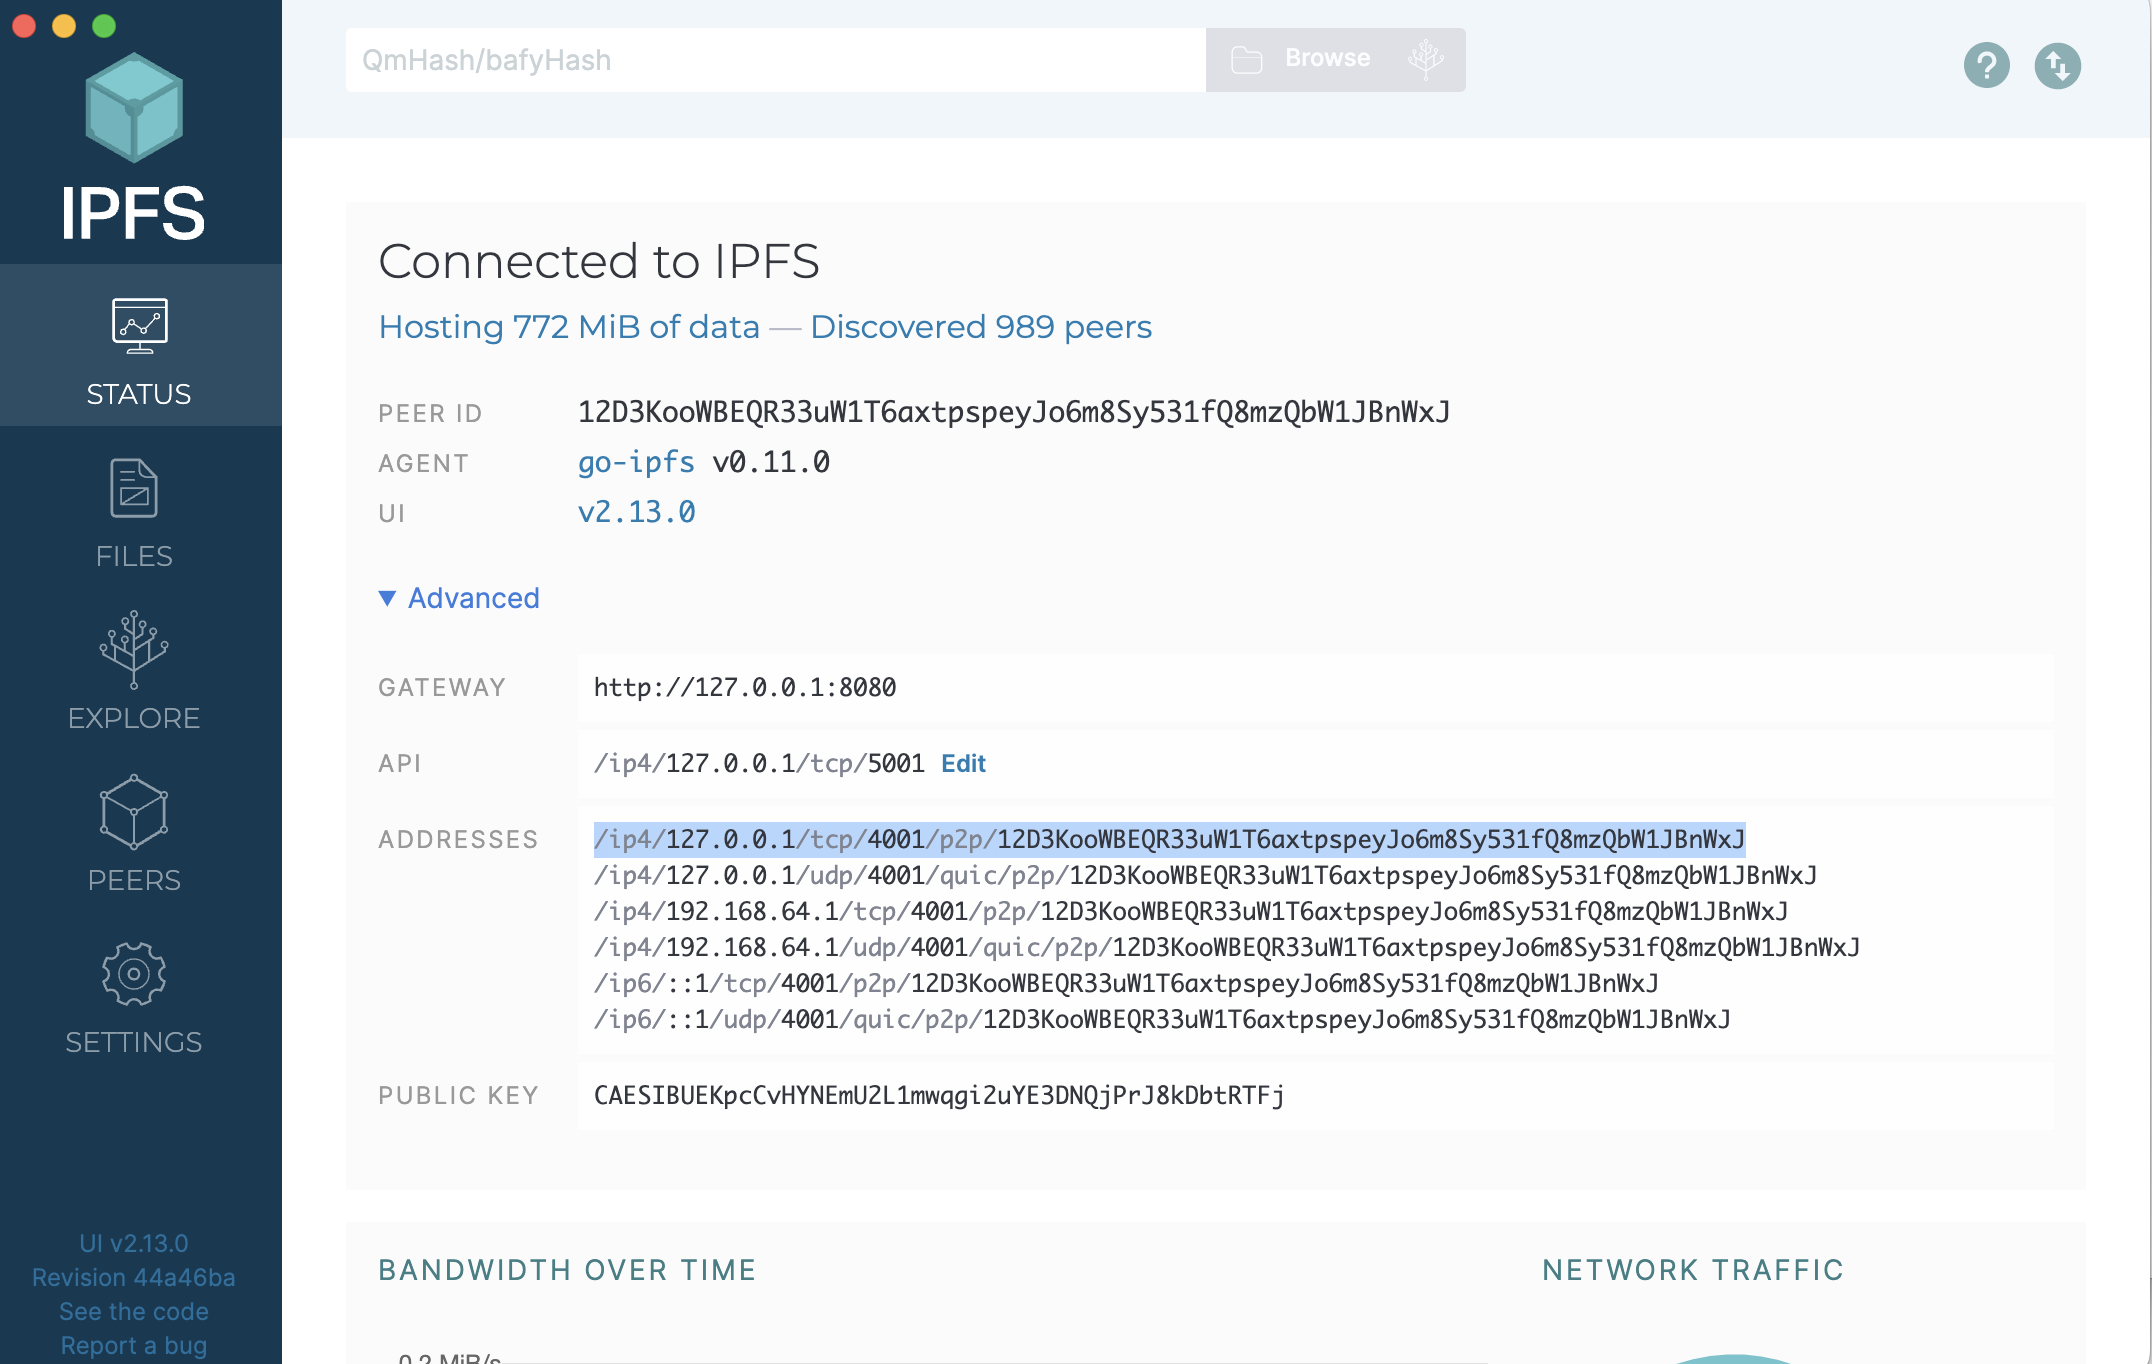 IPFS
STATUS
FILES
EXPLORE
PEERS
SETTINGS
UI v2.13.0
Revision 44a46ba
See the code
Report a bug
QmHash/bafyHash
Browse
?
Connected to IPFS
Hosting 772 MiB of data — Discovered 989 peers
PEER ID 12D3KooWBEQR33uW1T6axtpspeyJo6m8Sy531fQ8mzQbW1JBnWxJ
AGENT go-ipfs v0.11.0
UI v2.13.0
▼ Advanced
GATEWAY http://127.0.0.1:8080
API /ip4/127.0.0.1/tcp/5001 Edit
ADDRESSES /ip4/127.0.0.1/tcp/4001/p2p/12D3KooWBEQR33uW1T6axtpspeyJo6m8Sy531fQ8mzQbW1JBnWxJ
/ip4/127.0.0.1/udp/4001/quic/p2p/12D3KooWBEQR33uW1T6axtpspeyJo6m8Sy531fQ8mzQbW1JBnWxJ
/ip4/192.168.64.1/tcp/4001/p2p/12D3KooWBEQR33uW1T6axtpspeyJo6m8Sy531fQ8mzQbW1JBnWxJ
/ip4/192.168.64.1/udp/4001/quic/p2p/12D3KooWBEQR33uW1T6axtpspeyJo6m8Sy531fQ8mzQbW1JBnWxJ
/ip6/::1/tcp/4001/p2p/12D3KooWBEQR33uW1T6axtpspeyJo6m8Sy531fQ8mzQbW1JBnWxJ
/ip6/::1/udp/4001/quic/p2p/12D3KooWBEQR33uW1T6axtpspeyJo6m8Sy531fQ8mzQbW1JBnWxJ
PUBLIC KEY CAESIBUEKpcCvHYNEmU2L1mwqgi2uYE3DNQjPrJ8kDbtRTFj
BANDWIDTH OVER TIME
NETWORK TRAFFIC
0.2 MiB/s